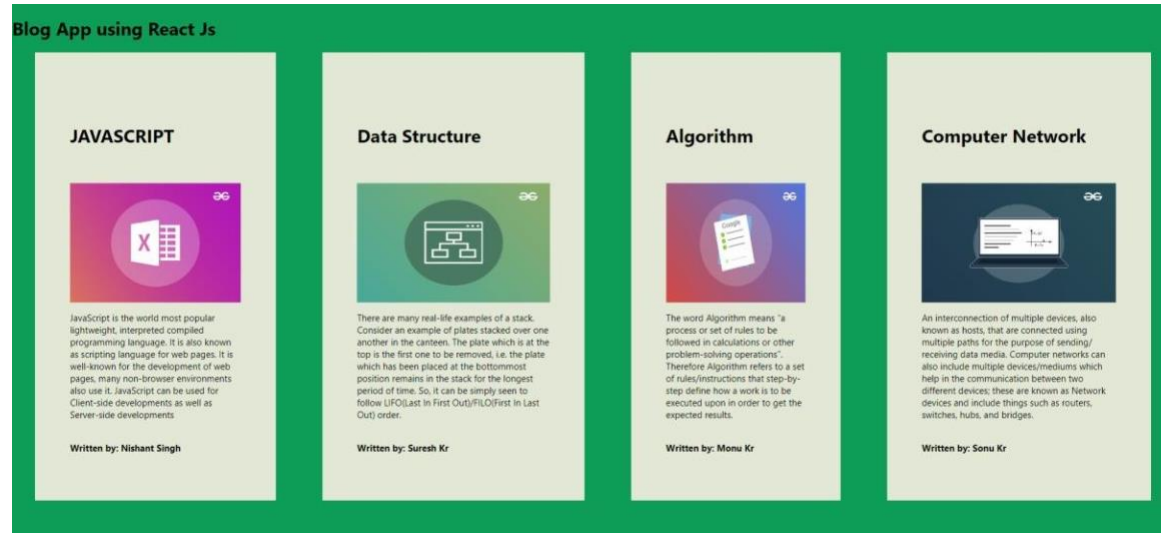 Blog App using React Js
JAVASCRIPT
X
JavaScript is the world most popular
lightweight, interpreted compiled
programming language. It is also known
as scripting language for web pages. It is
well-known for the development of web
pages, many non-browser environments
also use it. JavaScript can be used for
Client-side developments as well as
Server-side developments
Written by: Nishant Singh
Data Structure
There are many real-life examples of a stack.
Consider an example of plates stacked over one
another in the canteen. The plate which is at the
top is the first one to be removed, i.e. the plate
which has been placed at the bottommost
position remains in the stack for the longest
period of time. So, it can be simply seen to
follow LIFO(Last In First Out)/FILO(First In Last
Out) order.
Written by: Suresh Kr
Algorithm
Google
The word Algorithm means "a
process or set of rules to be
followed in calculations or other
problem-solving operations".
Therefore Algorithm refers to a set
of rules/instructions that step-by-
step define how a work is to be
executed upon in order to get the
expected results.
Written by: Monu Kr
Computer Network
An interconnection of multiple devices, also
known as hosts, that are connected using
multiple paths for the purpose of sending/
receiving data media. Computer networks can
also include multiple devices/mediums which
help in the communication between two
different devices; these are known as Network
devices and include things such as routers,
switches, hubs, and bridges.
Written by: Sonu Kr